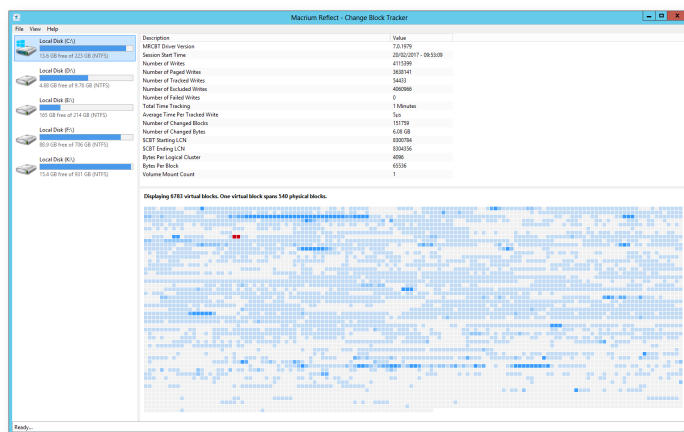 Macrium Reflect - Change Block Tracker
File View Help
Local Disk (C:\)
13.6 GB free of 223 GB (NTFS)
Local Disk (D:\)
4.88 GB free of 9.76 GB (NTFS)
Local Disk (E:\)
165 GB free of 214 GB (NTFS)
Local Disk (F:\)
88.9 GB free of 706 GB (NTFS)
Local Disk (K:\)
15.4 GB free of 931 GB (NTFS)
Description Value
MRCBT Driver Version 7.0.1979
Session Start Time 20/02/2017 - 09:53:09
Number of Writes 4115399
Number of Paged Writes 3638141
Number of Tracked Writes 54433
Number of Excluded Writes 4060966
Number of Failed Writes 0
Total Time Tracking 1 Minutes
Average Time Per Tracked Write 5µs
Number of Changed Blocks 151759
Number of Changed Bytes 6.08 GB
SCBT Starting LCN 8300784
SCBT Ending LCN 8304356
Bytes Per Logical Cluster 4096
Bytes Per Block 65536
Volume Mount Count 1
Displaying 6783 virtual blocks. One virtual block spans 540 physical blocks.
Ready...